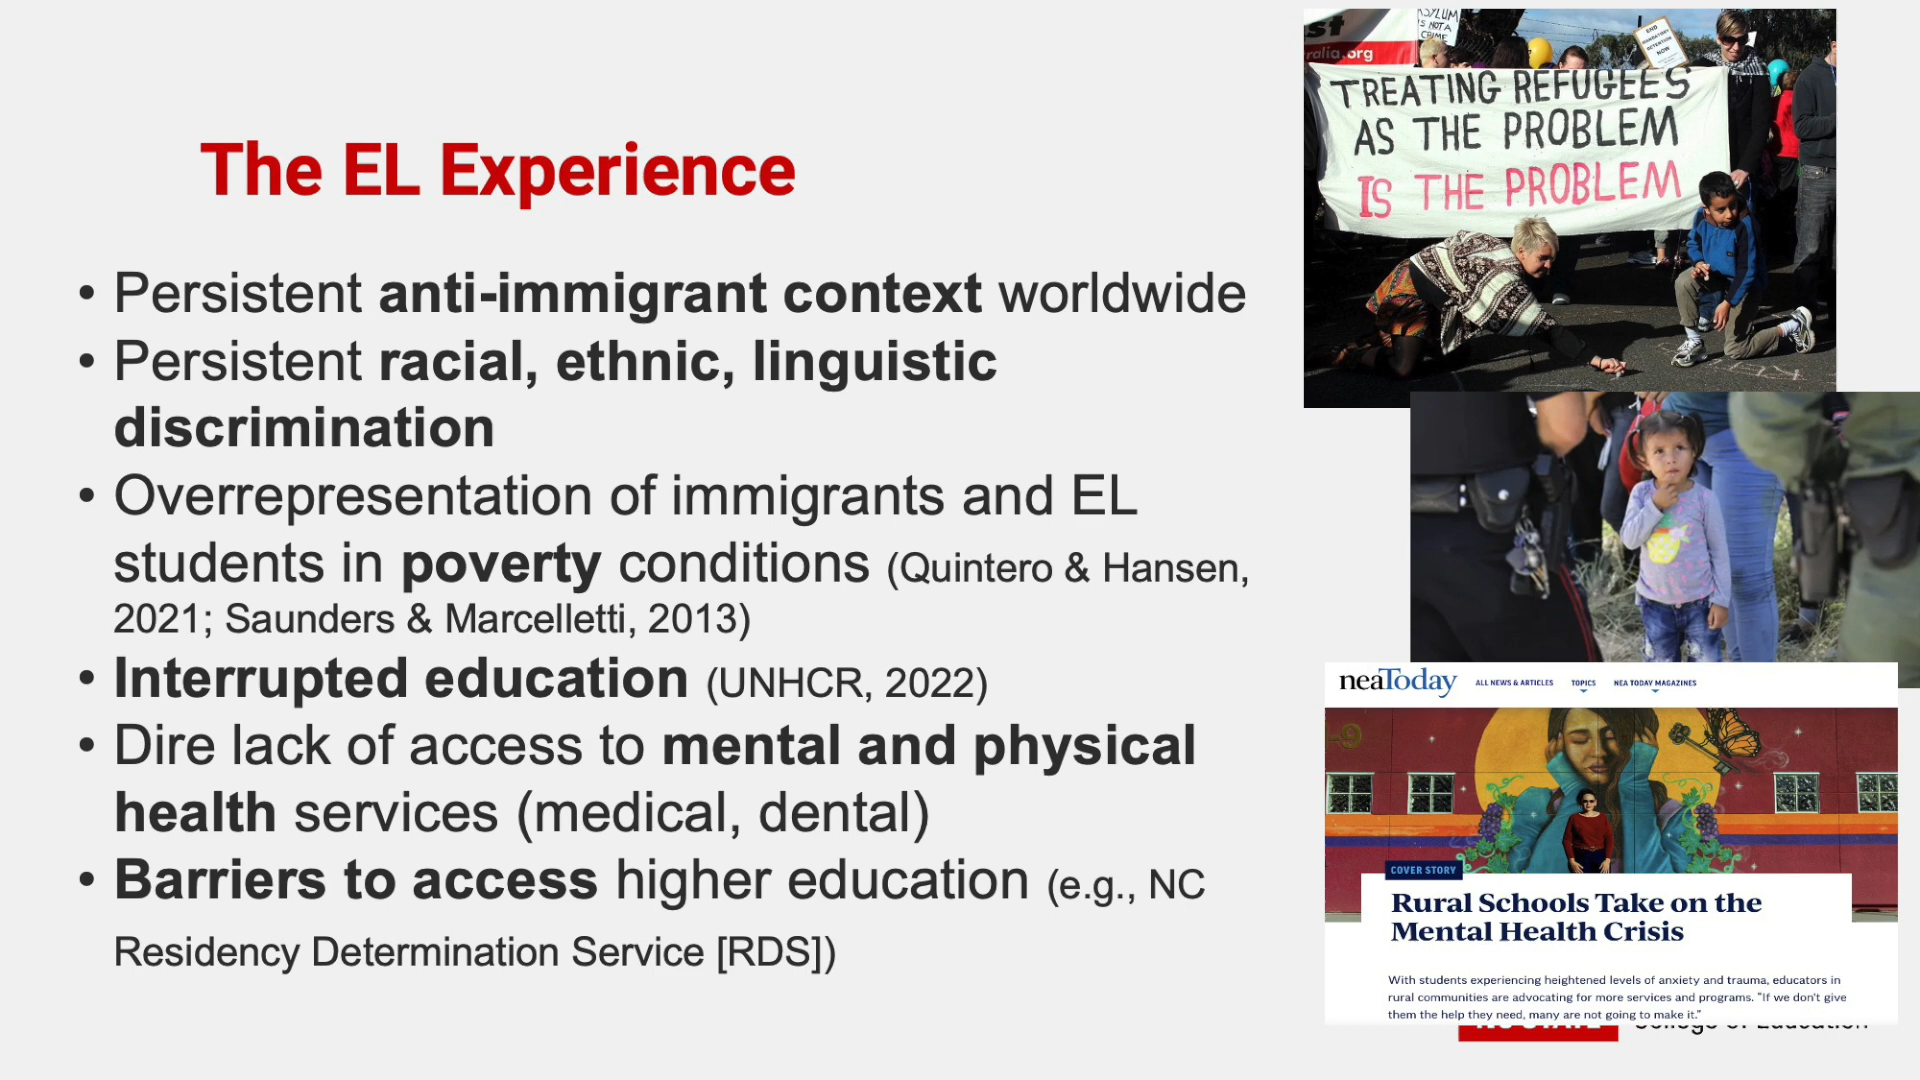 The EL Experience
• Persistent anti-immigrant context worldwide
• Persistent racial, ethnic, linguistic
discrimination
• Overrepresentation of immigrants and EL
students in poverty conditions (Quintero & Hansen,
2021; Saunders & Marcelletti, 2013)
• Interrupted education (UNHCR, 2022)
• Dire lack of access to mental and physical
health services (medical, dental)
• Barriers to access higher education (e.g., NC
Residency Determination Service [RDS])
ASYLUM
IS NOT A
CRIME
st
ralia.org
END
MANDATORY
DETENTION
NOW
TREATING REFUGEES
AS THE PROBLEM
IS THE PROBLEM
neaToday
ALL NEWS & ARTICLES TOPICS NEA TODAY MAGAZINES
COVER STORY
Rural Schools Take on the
Mental Health Crisis
With students experiencing heightened levels of anxiety and trauma, educators in
rural communities are advocating for more services and programs. "If we don't give
them the help they need, many are not going to make it."
NC STATE College of Education